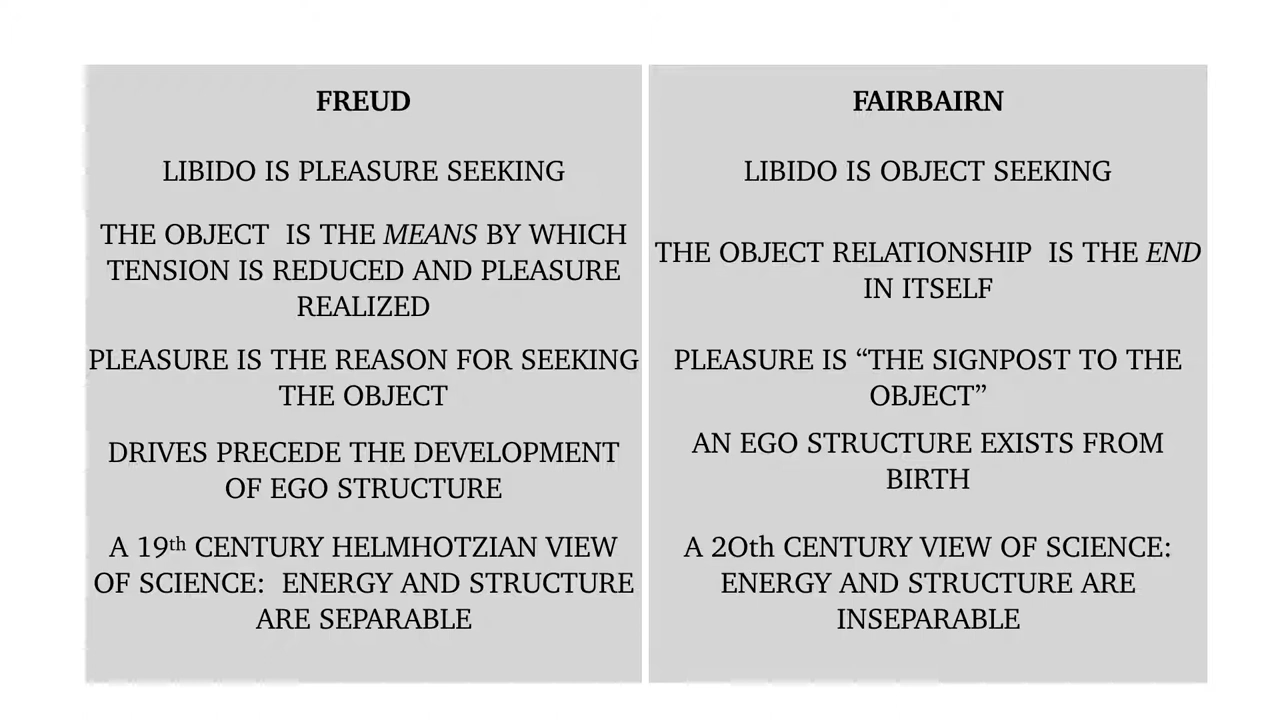 FREUD
LIBIDO IS PLEASURE SEEKING
THE OBJECT IS THE MEANS BY WHICH
TENSION IS REDUCED AND PLEASURE
REALIZED
PLEASURE IS THE REASON FOR SEEKING
THE OBJECT
DRIVES PRECEDE THE DEVELOPMENT
OF EGO STRUCTURE
A 19th CENTURY HELMHOTZIAN VIEW
OF SCIENCE: ENERGY AND STRUCTURE
ARE SEPARABLE
FAIRBAIRN
LIBIDO IS OBJECT SEEKING
THE OBJECT RELATIONSHIP IS THE END
IN ITSELF
PLEASURE IS “THE SIGNPOST TO THE
OBJECT”
AN EGO STRUCTURE EXISTS FROM
BIRTH
A 2Oth CENTURY VIEW OF SCIENCE:
ENERGY AND STRUCTURE ARE
INSEPARABLE